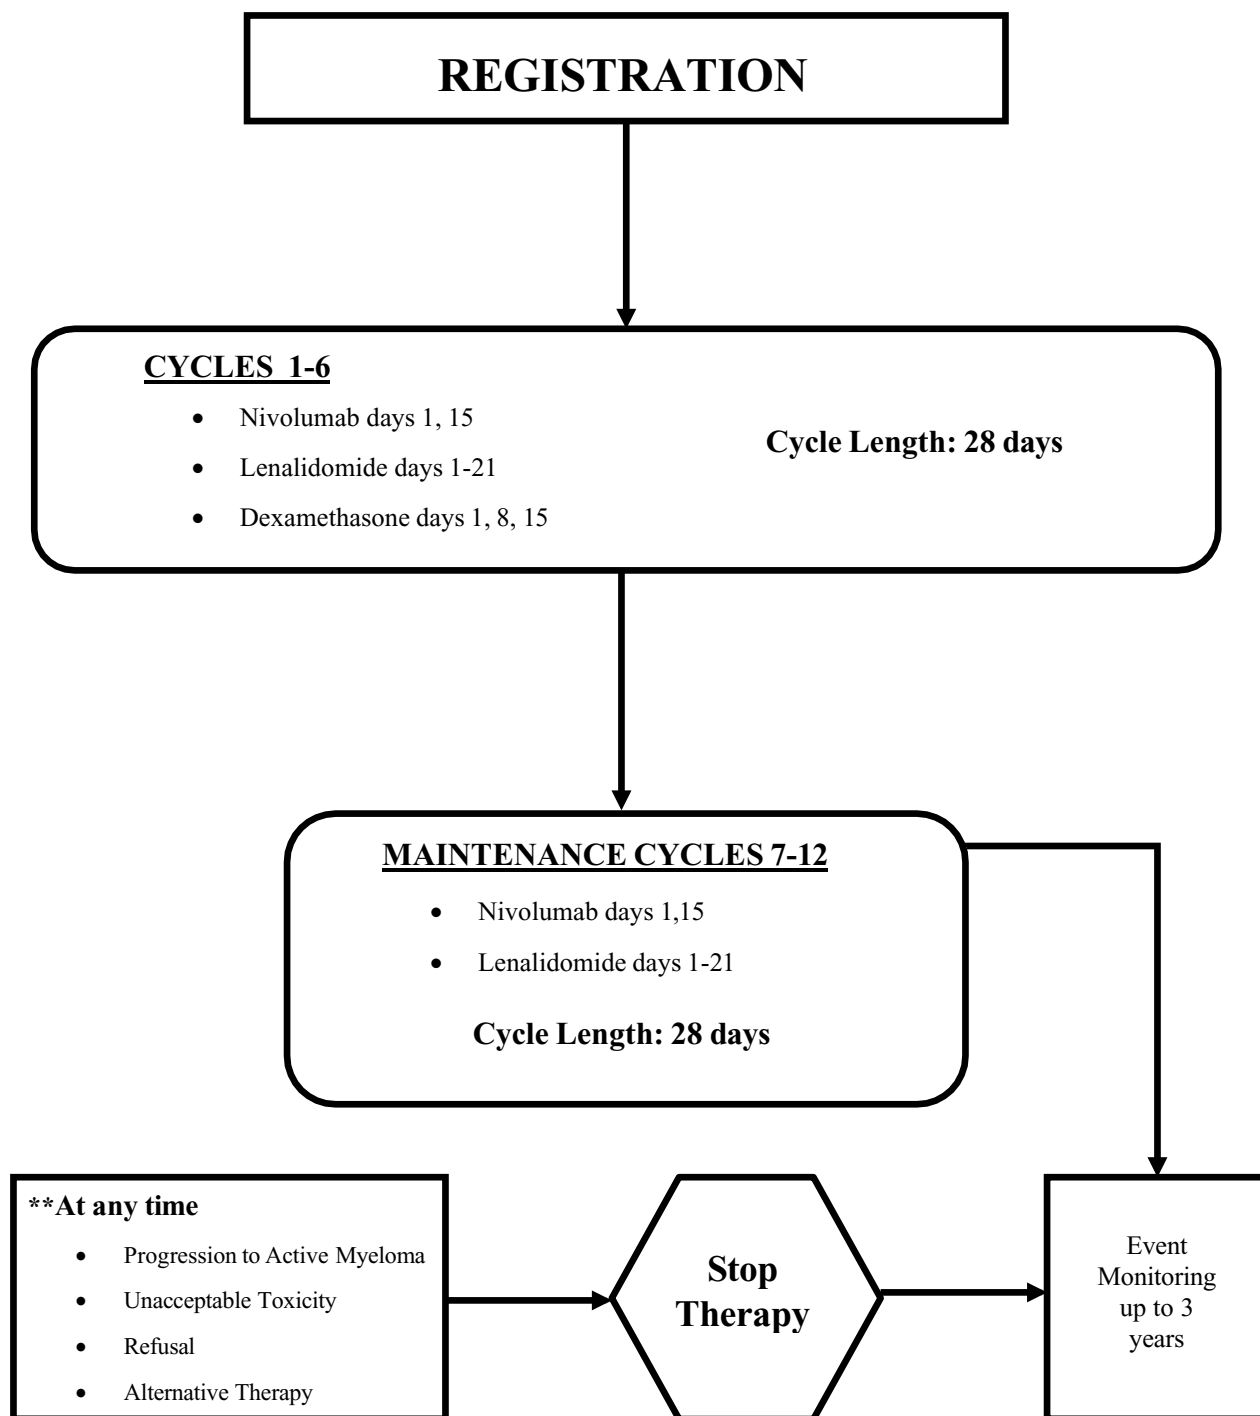 REGISTRATION
CYCLES 1-6
• Nivolumab days 1, 15
• Lenalidomide days 1-21
• Dexamethasone days 1, 8, 15
Cycle Length: 28 days
MAINTENANCE CYCLES 7-12
• Nivolumab days 1,15
• Lenalidomide days 1-21
Cycle Length: 28 days
**At any time
• Progression to Active Myeloma
• Unacceptable Toxicity
• Refusal
• Alternative Therapy
Stop
Therapy
Event
Monitoring
up to 3
years